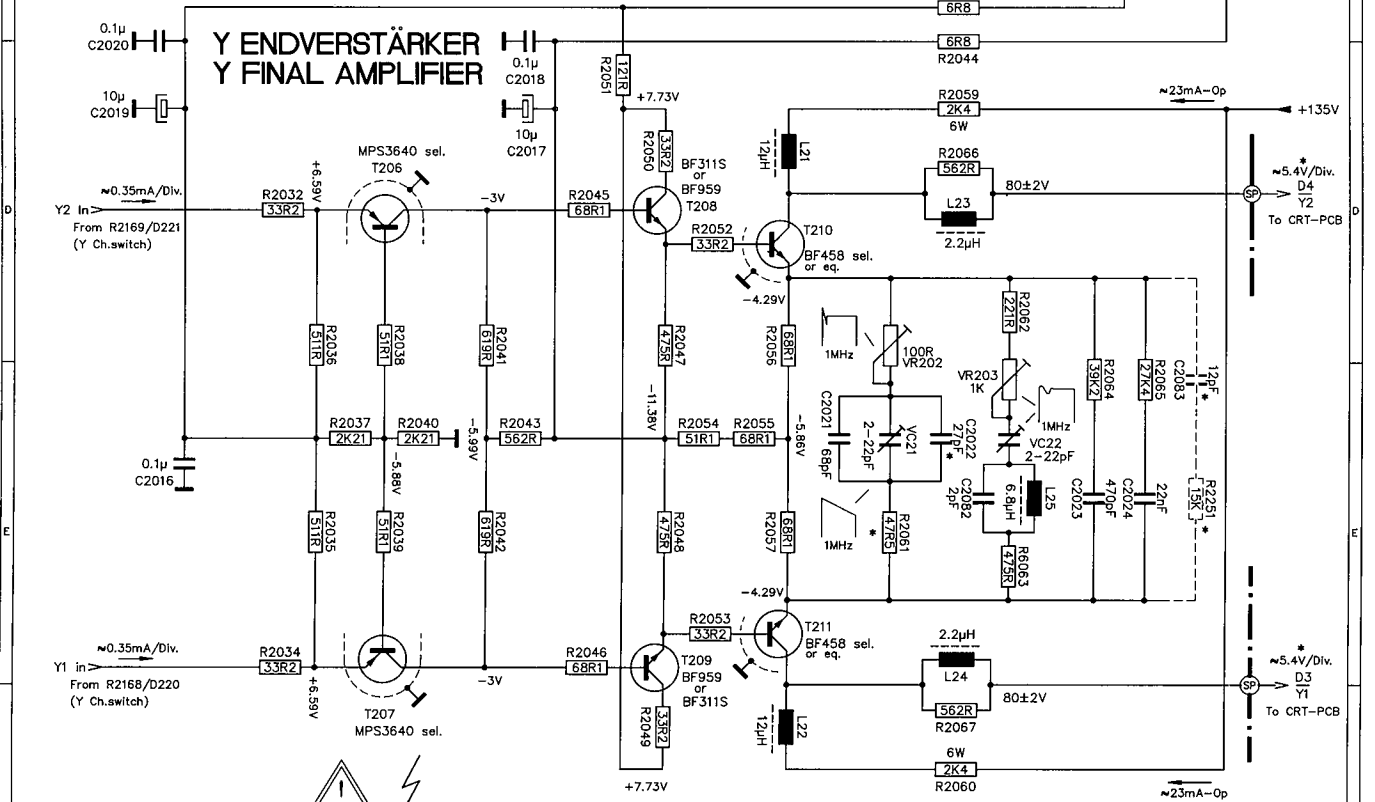 6R8
0.1µ
C2020
Y ENDVERSTÄRKER
Y FINAL AMPLIFIER
0.1µ
C2018
6R8
R2044
10µ
C2019
10µ
C2017
121R
R2051
+7.73V
33R2
R2050
12µH
L21
R2059
2K4
6W
≈23mA-Op
+135V
MPS3640 sel.
T206
BF311S
or
BF959
T208
R2066
562R
L23
2.2µH
80±2V
*
≈5.4V/Div.
D4
Y2
To CRT-PCB
SP
D
≈0.35mA/Div.
Y2 In
From R2169/D221
(Y Ch.switch)
R2032
33R2
+6.59V
-3V
R2045
68R1
R2052
33R2
T210
BF458 sel.
or eq.
-4.29V
D
R2036
511R
R2038
51R1
R2041
619R
R2047
475R
R2056
68R1
1MHz
100R
VR202
R2062
221R
VR203
1K
1MHz
R2064
39K2
R2065
27K4
C2083
12pF
*
R2037
2K21
R2040
2K21
-5.88V
-5.99V
R2043
562R
-11.38V
R2054
51R1
R2055
68R1
-5.86V
C2021
68pF
VC21
2-22pF
C2022
27pF
*
VC22
2-22pF
0.1µ
C2016
C2082
2pF
6.8µH
L25
C2023
470pF
C2024
22nF
R2251
15K
*
E
R2035
511R
R2039
51R1
R2042
619R
R2048
475R
R2057
68R1
1MHz
R2061
47R5
*
R6063
475R
E
-4.29V
≈0.35mA/Div.
Y1 in
From R2168/D220
(Y Ch.switch)
R2034
33R2
+6.59V
T207
MPS3640 sel.
-3V
R2046
68R1
R2053
33R2
T209
BF959
or
BF311S
T211
BF458 sel.
or eq.
2.2µH
L24
562R
R2067
80±2V
SP
*
≈5.4V/Div.
D3
Y1
To CRT-PCB
33R2
R2049
+7.73V
12µH
L22
6W
2K4
R2060
≈23mA-Op
!